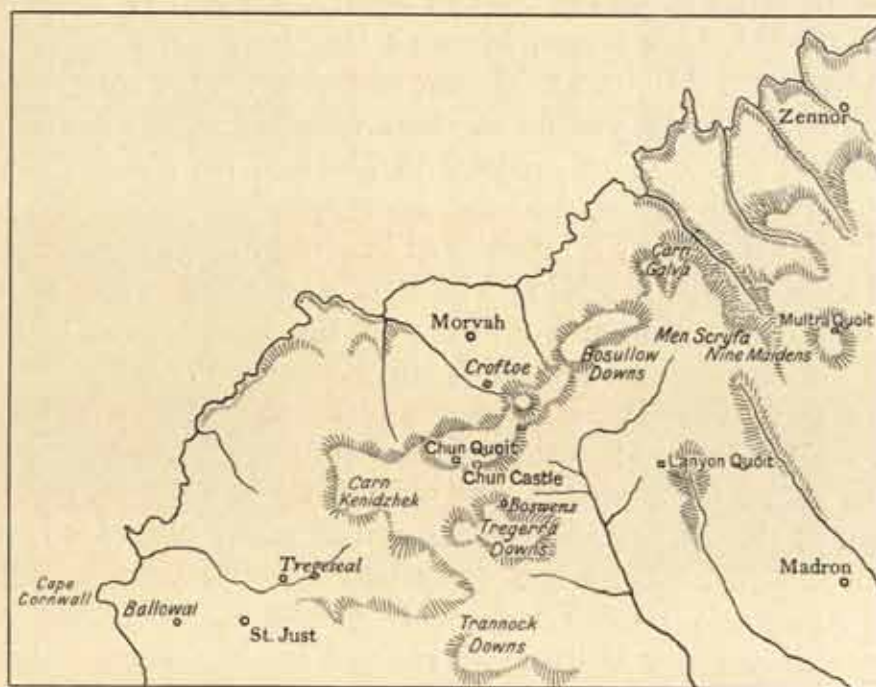 Zennor
Carn
Galva
Multra Quoit
Men Scryfa
Nine Maidens
Morvah
Bosullow
Downs
Croftoe
Chun Quoit
Chun Castle
Lanyon Quoit
Carn
Kenidzhek
Boswens
Tregerra
Downs
Tregeseal
Madron
Cape
Cornwall
Ballowal
St. Just
Trannock
Downs